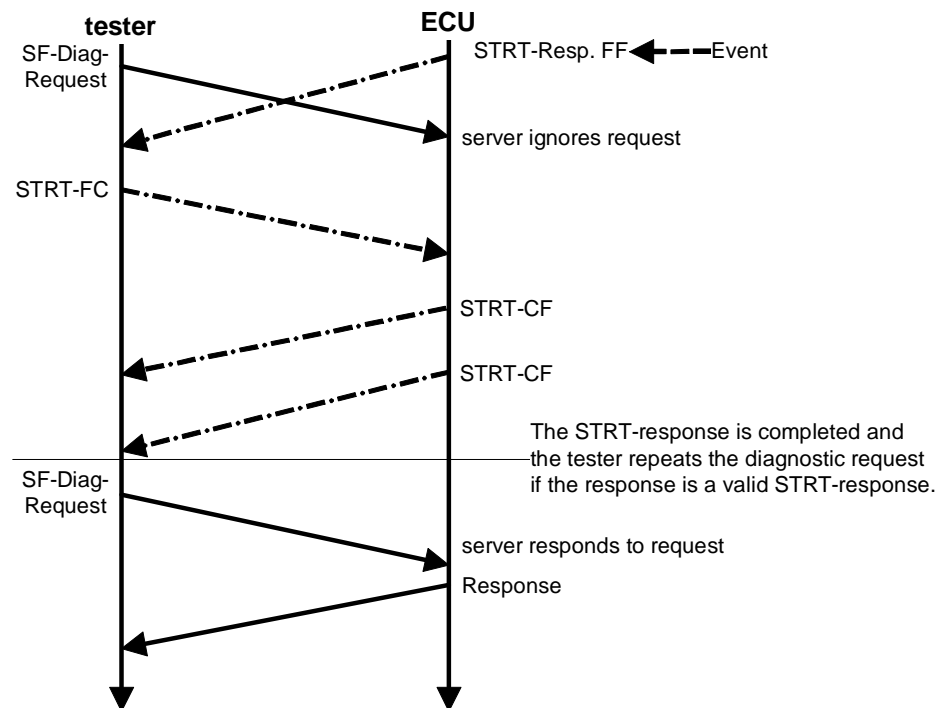 tester
ECU
SF-Diag-
Request
STRT-Resp. FF
Event
server ignores request
STRT-FC
STRT-CF
STRT-CF
The STRT-response is completed and
the tester repeats the diagnostic request
if the response is a valid STRT-response.
SF-Diag-
Request
server responds to request
Response